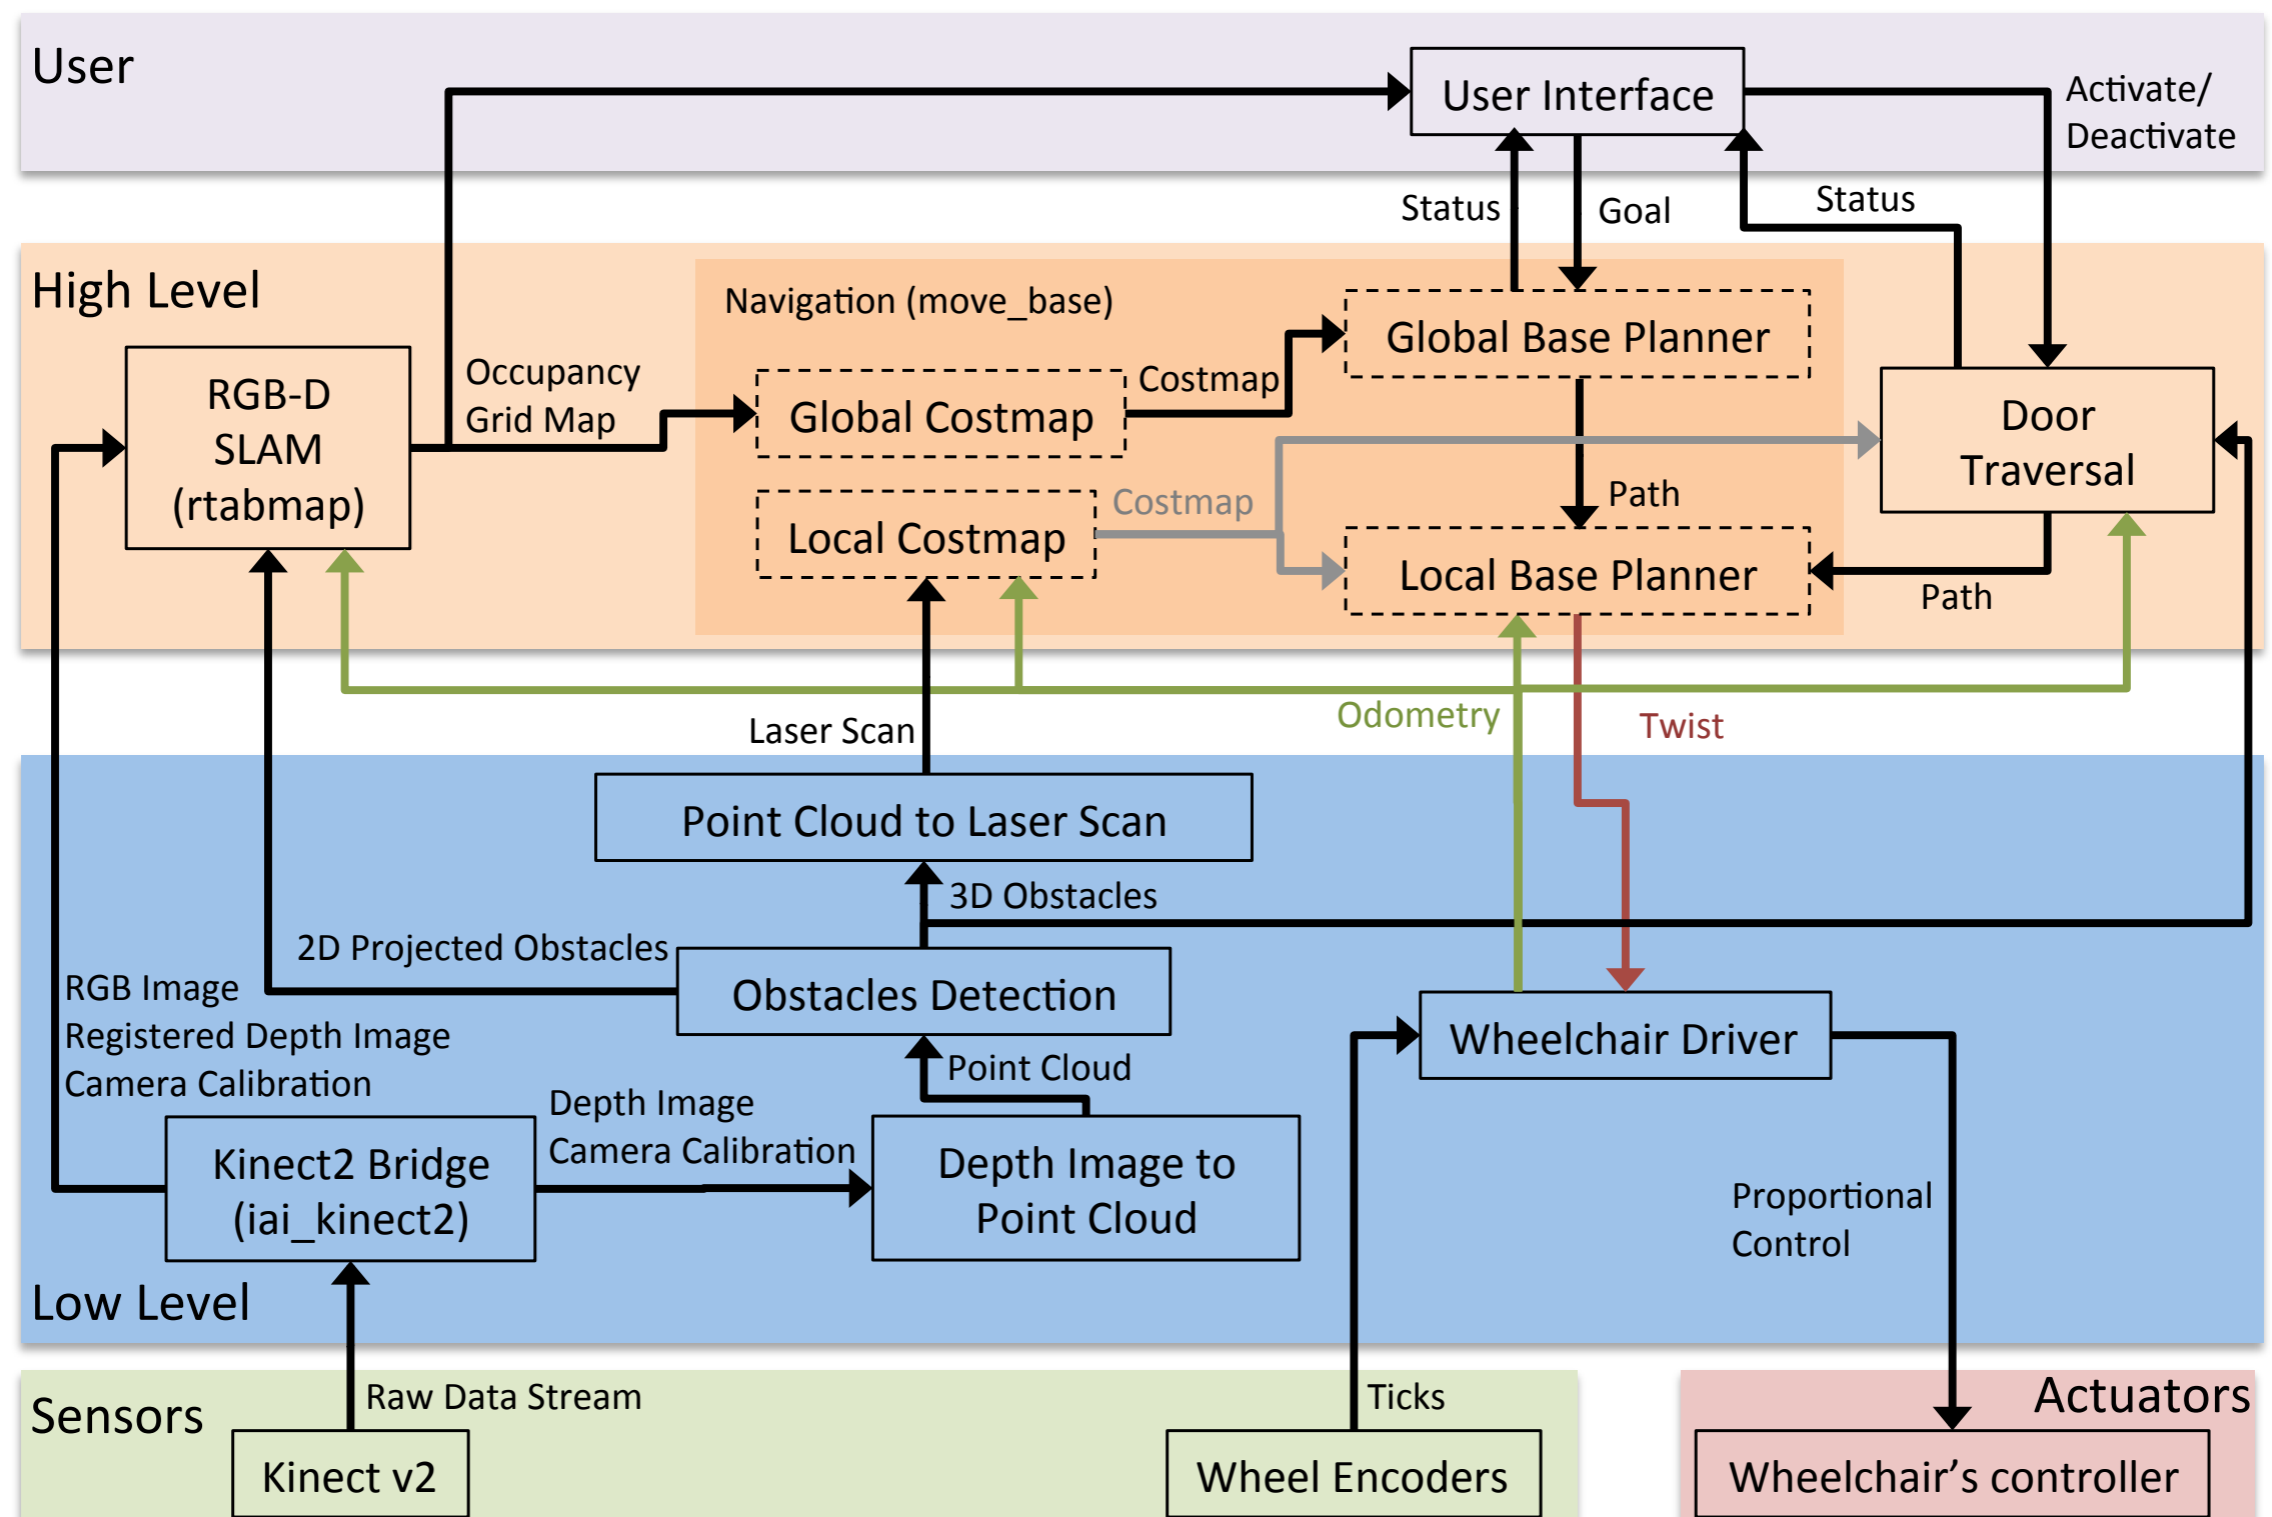 User
User Interface
Activate/
Deactivate
Status
Goal
Status
High Level
Navigation (move_base)
Global Base Planner
RGB-D
SLAM
(rtabmap)
Occupancy
Grid Map
Global Costmap
Costmap
Door
Traversal
Local Costmap
Costmap
Path
Local Base Planner
Path
Odometry
Twist
Laser Scan
Point Cloud to Laser Scan
3D Obstacles
2D Projected Obstacles
Obstacles Detection
RGB Image
Registered Depth Image
Camera Calibration
Point Cloud
Wheelchair Driver
Depth Image
Camera Calibration
Kinect2 Bridge
(iai_kinect2)
Depth Image to
Point Cloud
Proportional
Control
Low Level
Sensors
Raw Data Stream
Ticks
Actuators
Kinect v2
Wheel Encoders
Wheelchair’s controller